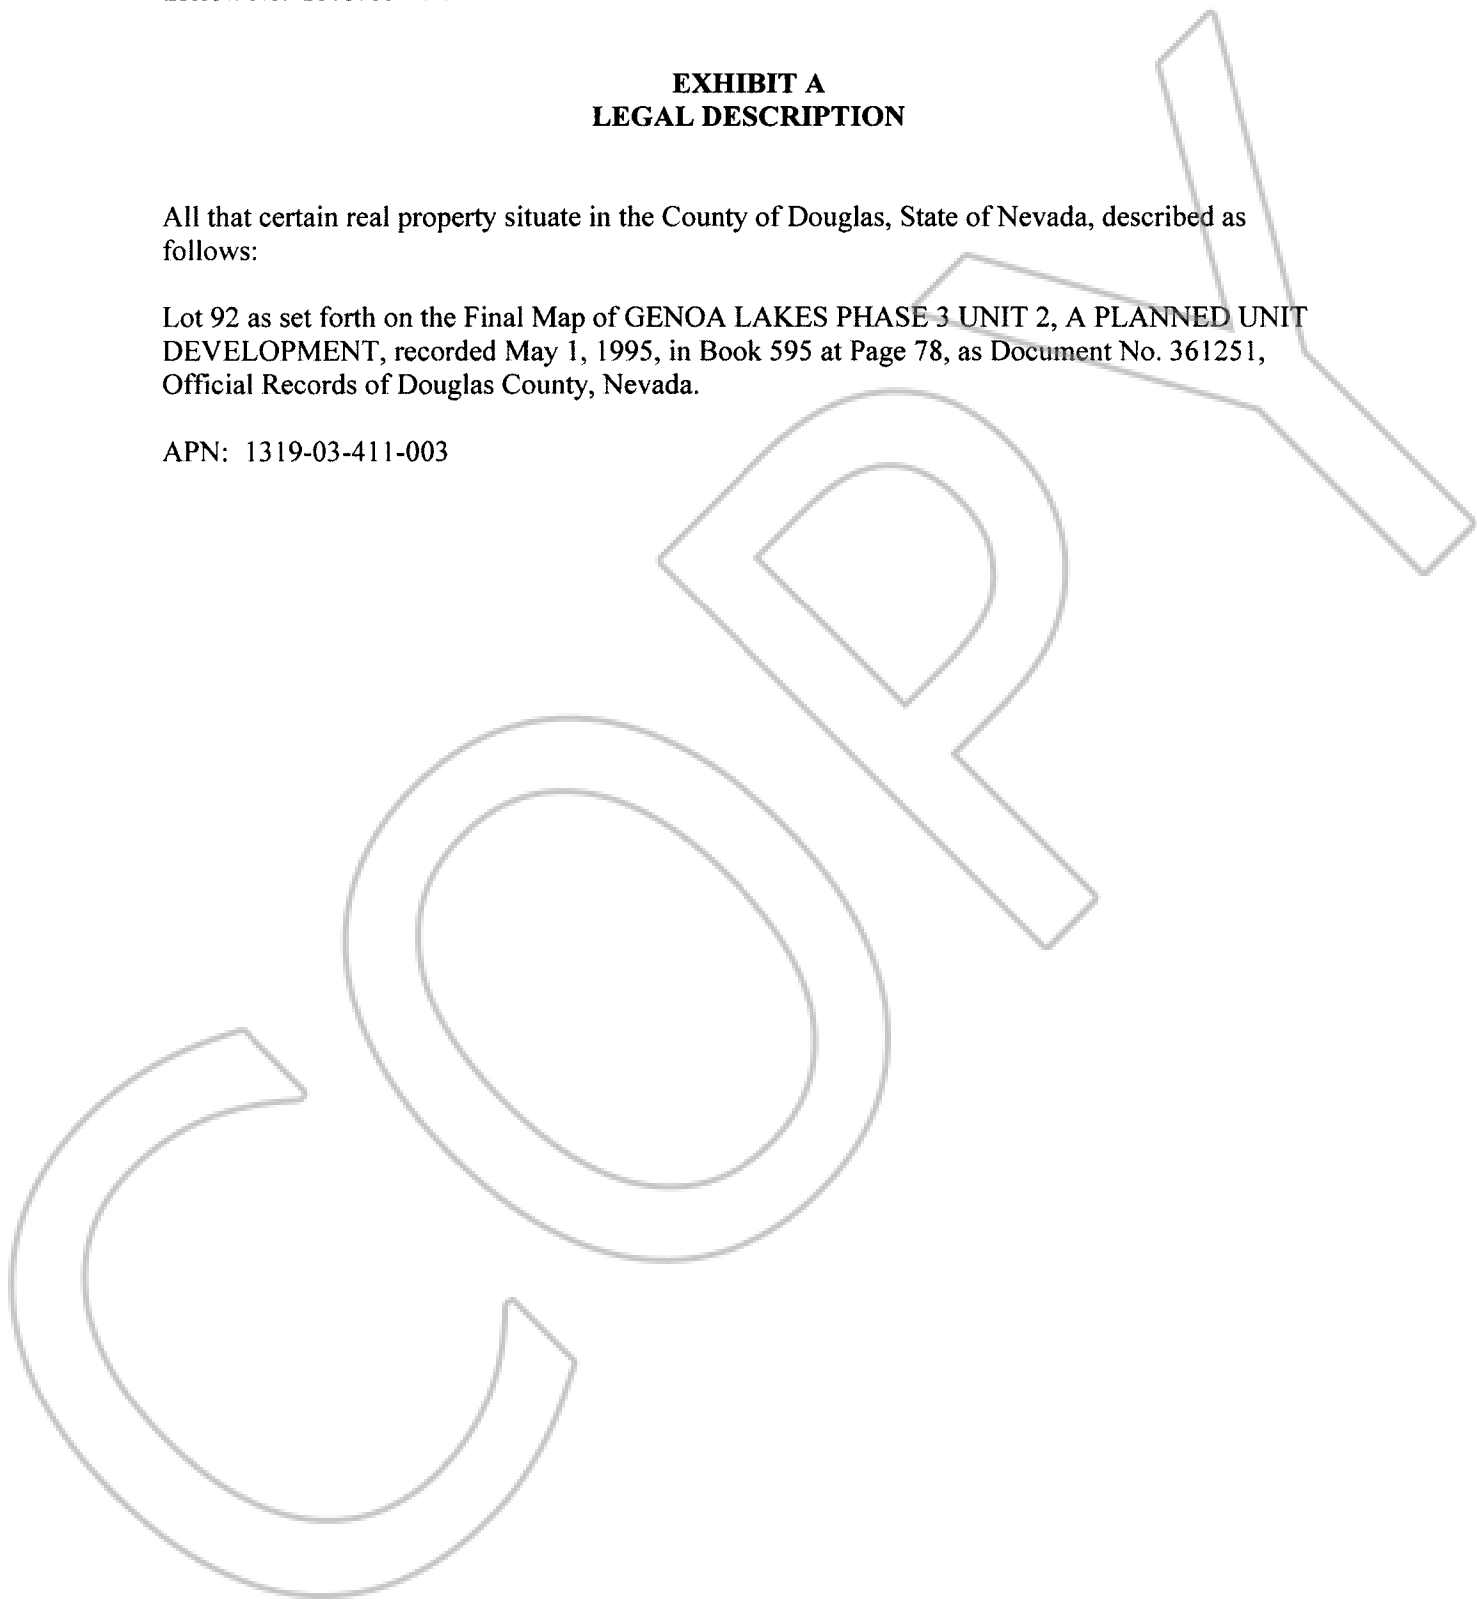 EXHIBIT A
LEGAL DESCRIPTION
All that certain real property situate in the County of Douglas, State of Nevada, described as
follows:
Lot 92 as set forth on the Final Map of GENOA LAKES PHASE 3 UNIT 2, A PLANNED UNIT
DEVELOPMENT, recorded May 1, 1995, in Book 595 at Page 78, as Document No. 361251,
Official Records of Douglas County, Nevada.
APN: 1319-03-411-003
COPY